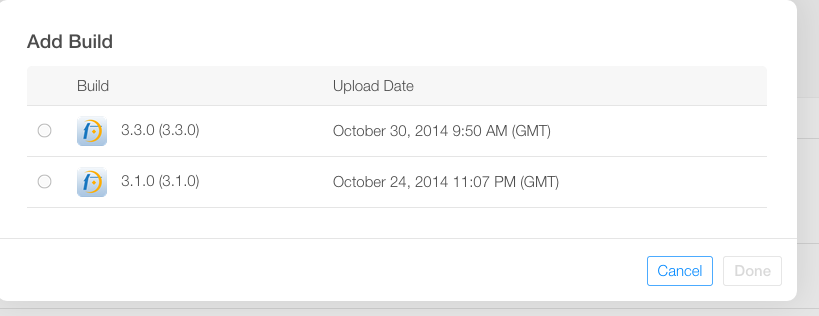 Add Build
Build Upload Date
3.3.0 (3.3.0) October 30, 2014 9:50 AM (GMT)
3.1.0 (3.1.0) October 24, 2014 11:07 PM (GMT)
Cancel Done